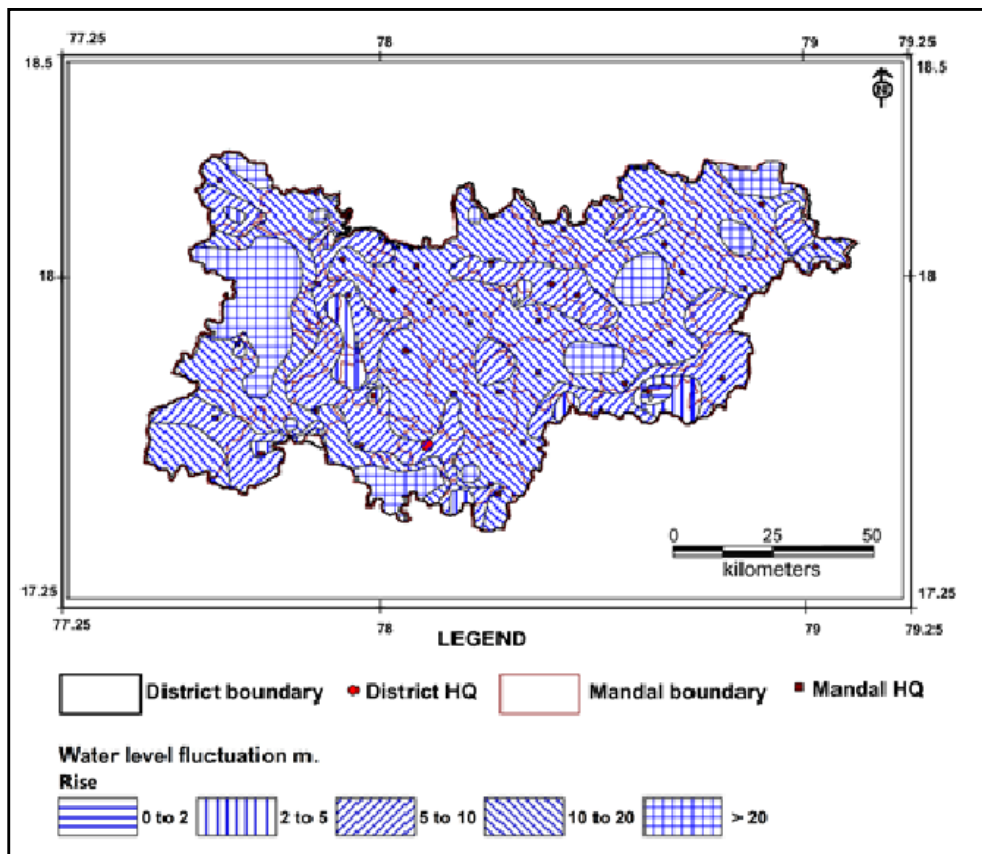 77.25 78 79 79.25
18.5 18.5
N
18 18
0 25 50
kilometers
17.25 17.25
77.25 78 79 79.25
LEGEND
District boundary District HQ Mandal boundary Mandal HQ
Water level fluctuation m.
Rise
0 to 2 2 to 5 5 to 10 10 to 20 > 20